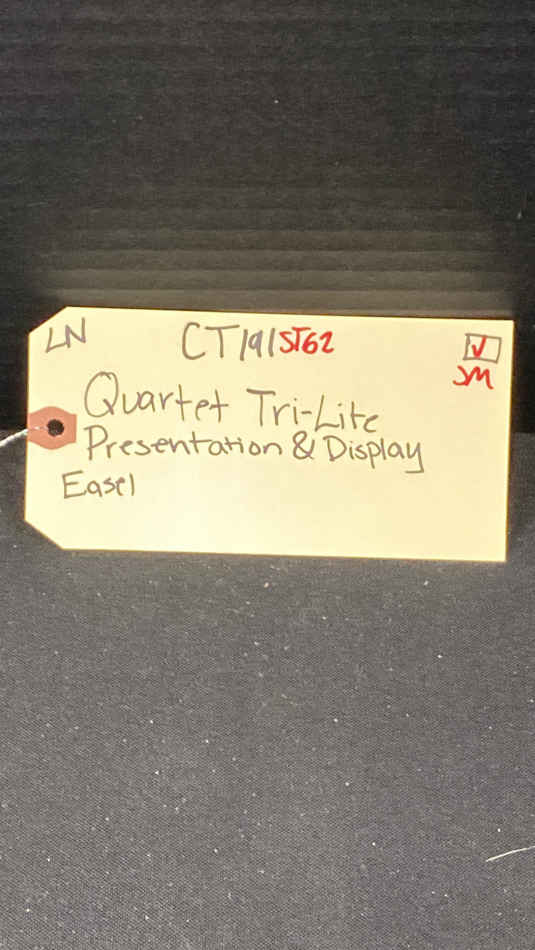 LN CT191ST62 ✓
JM
Quartet Tri-Lite
Presentation & Display
Easel